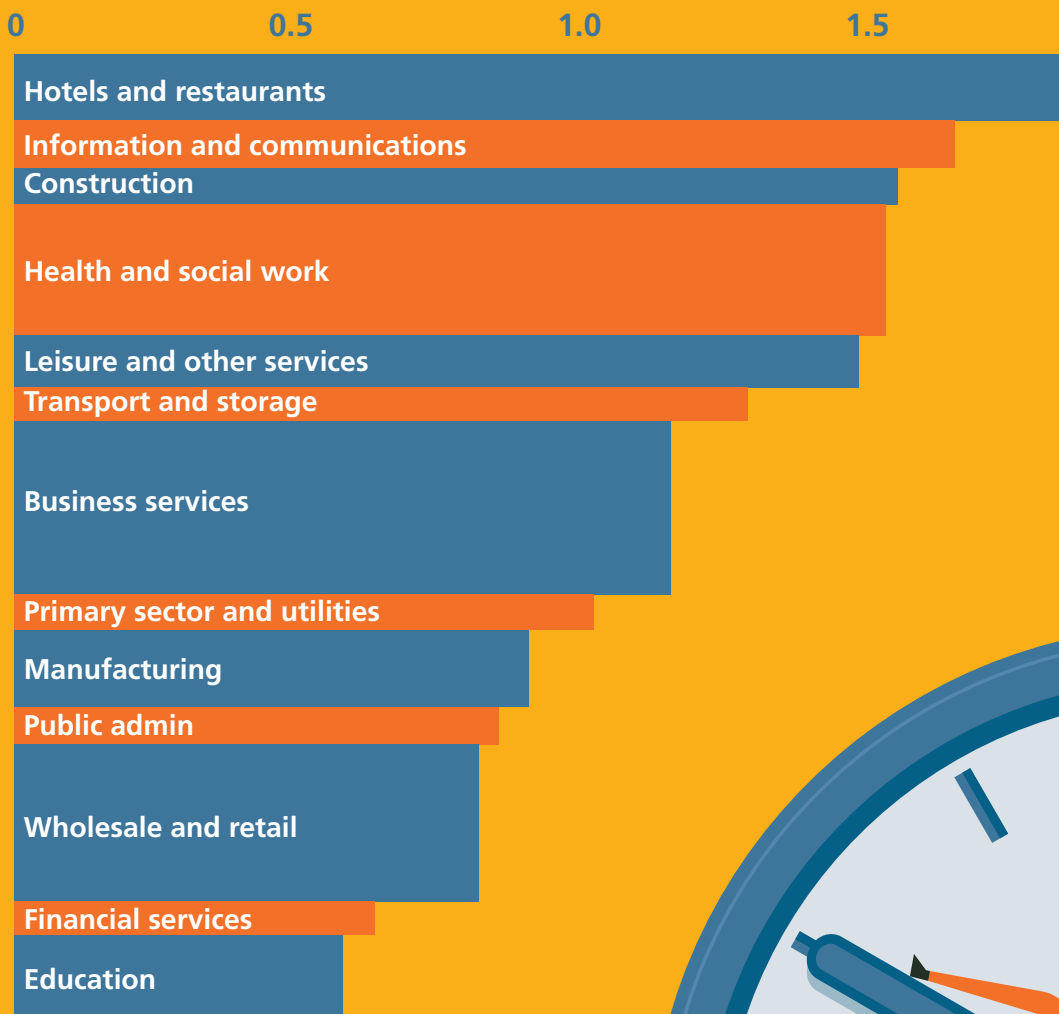 0 0.5 1.0 1.5
Hotels and restaurants
Information and communications
Construction
Health and social work
Leisure and other services
Transport and storage
Business services
Primary sector and utilities
Manufacturing
Public admin
Wholesale and retail
Financial services
Education